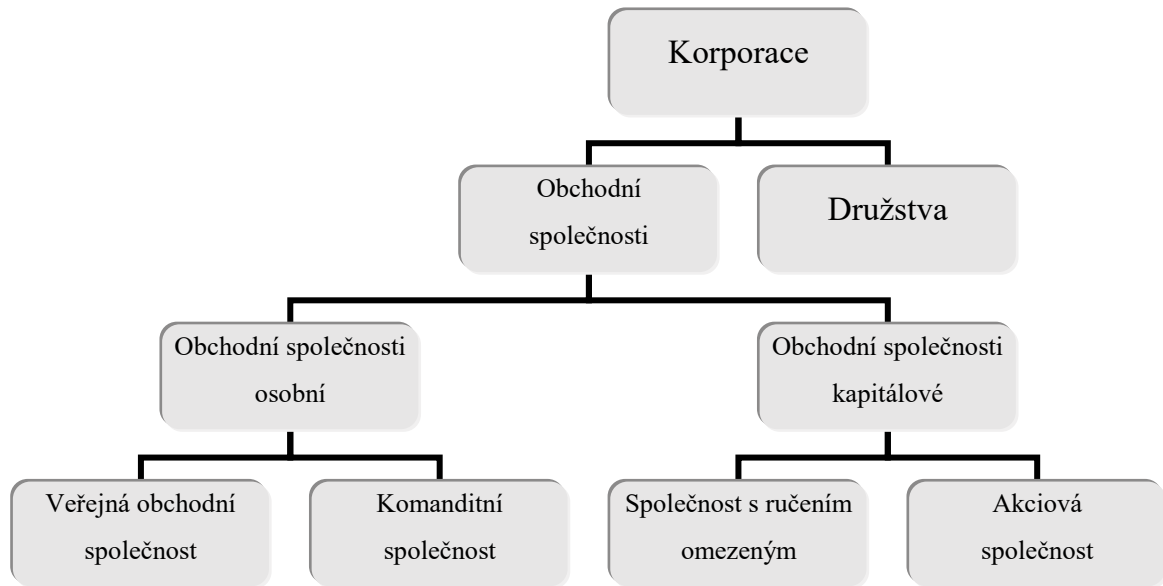 Korporace
Obchodní
společnosti
Družstva
Obchodní společnosti
osobní
Obchodní společnosti
kapitálové
Veřejná obchodní
společnost
Komanditní
společnost
Společnost s ručením
omezeným
Akciová
společnost